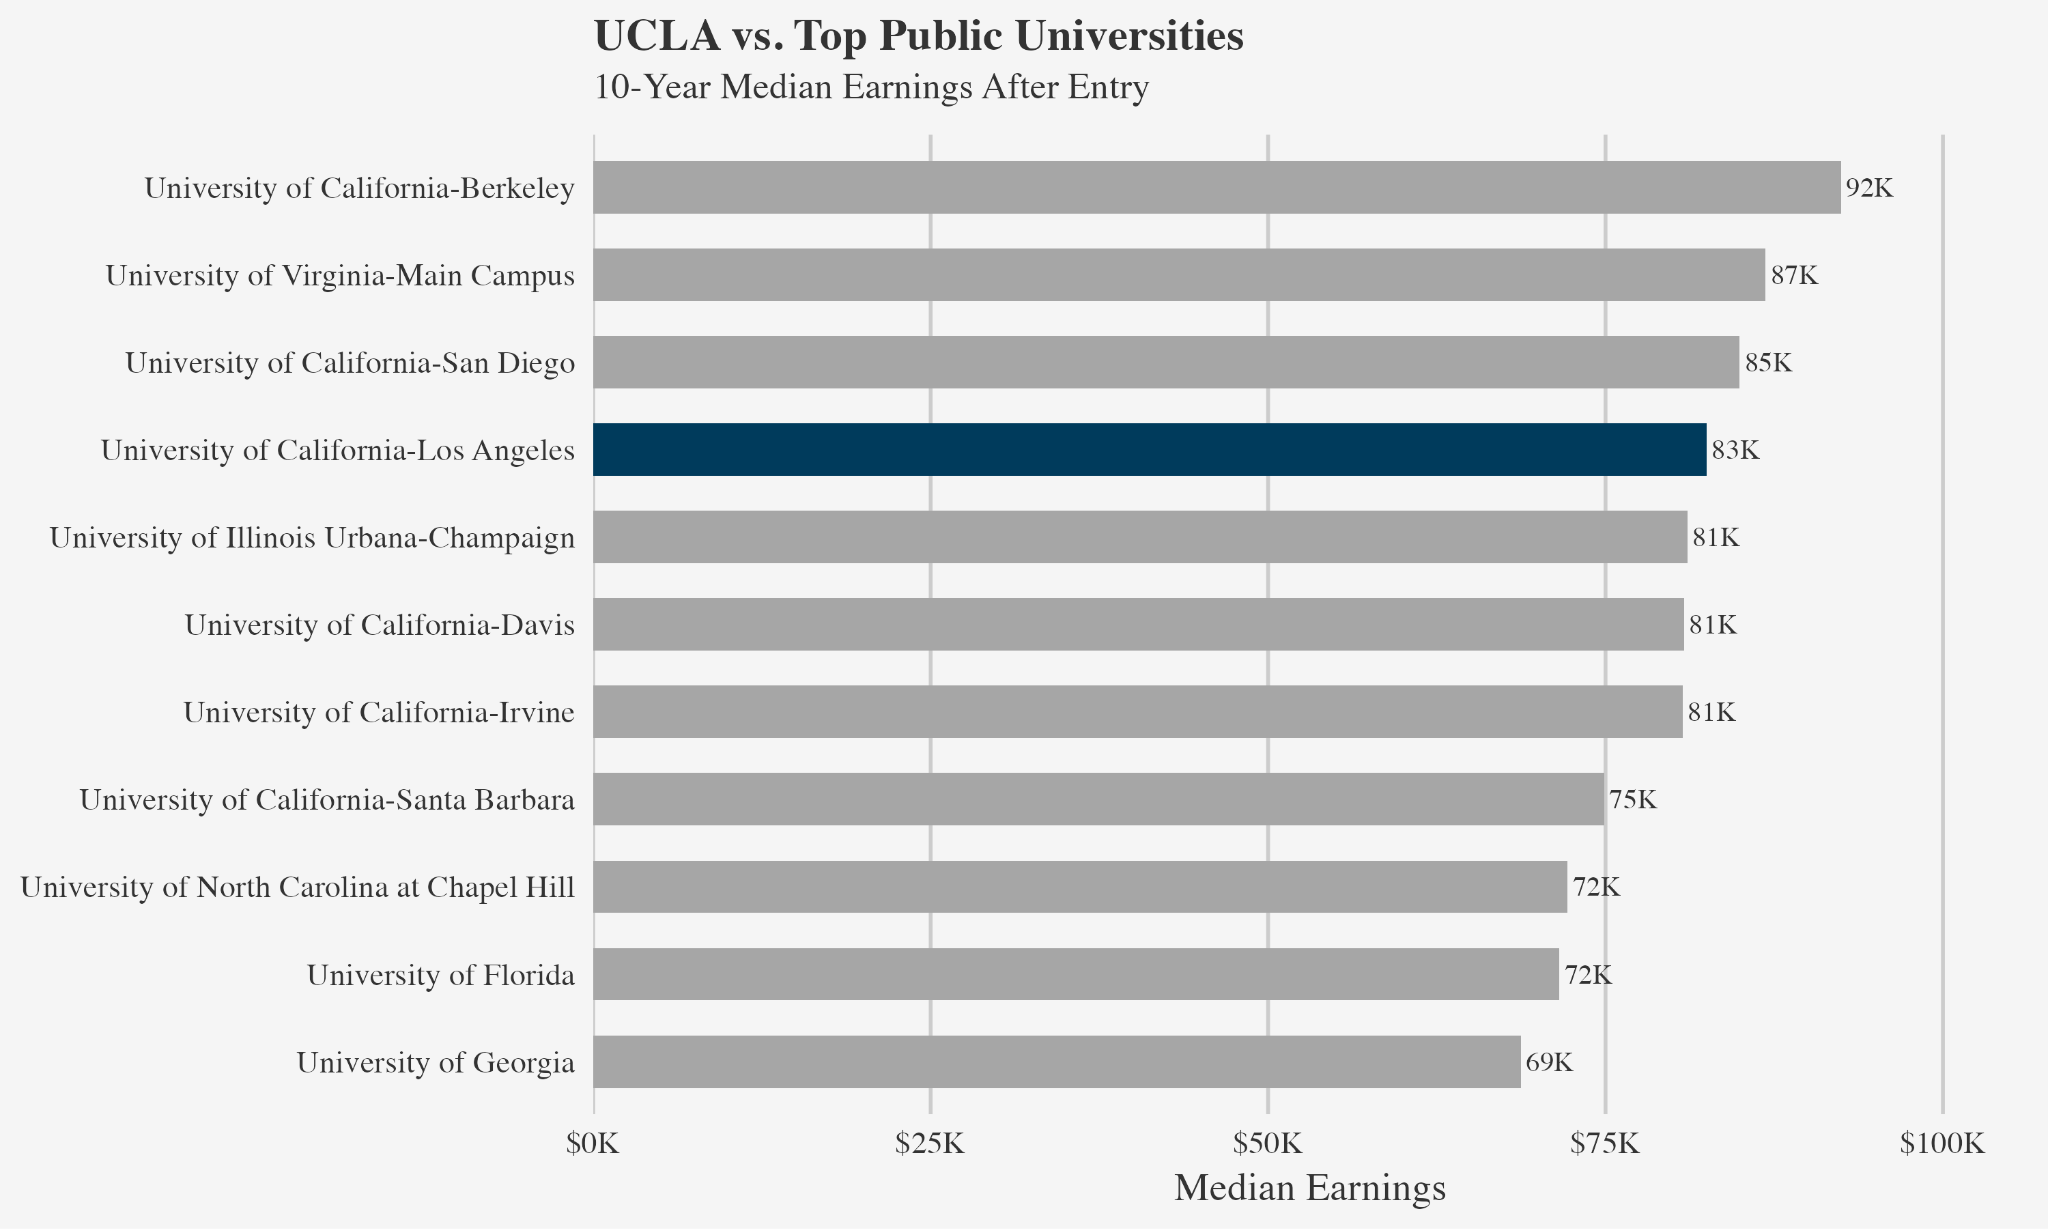 UCLA vs. Top Public Universities
10-Year Median Earnings After Entry
University of California-Berkeley 92K
University of Virginia-Main Campus 87K
University of California-San Diego 85K
University of California-Los Angeles 83K
University of Illinois Urbana-Champaign 81K
University of California-Davis 81K
University of California-Irvine 81K
University of California-Santa Barbara 75K
University of North Carolina at Chapel Hill 72K
University of Florida 72K
University of Georgia 69K
$0K $25K $50K $75K $100K
Median Earnings